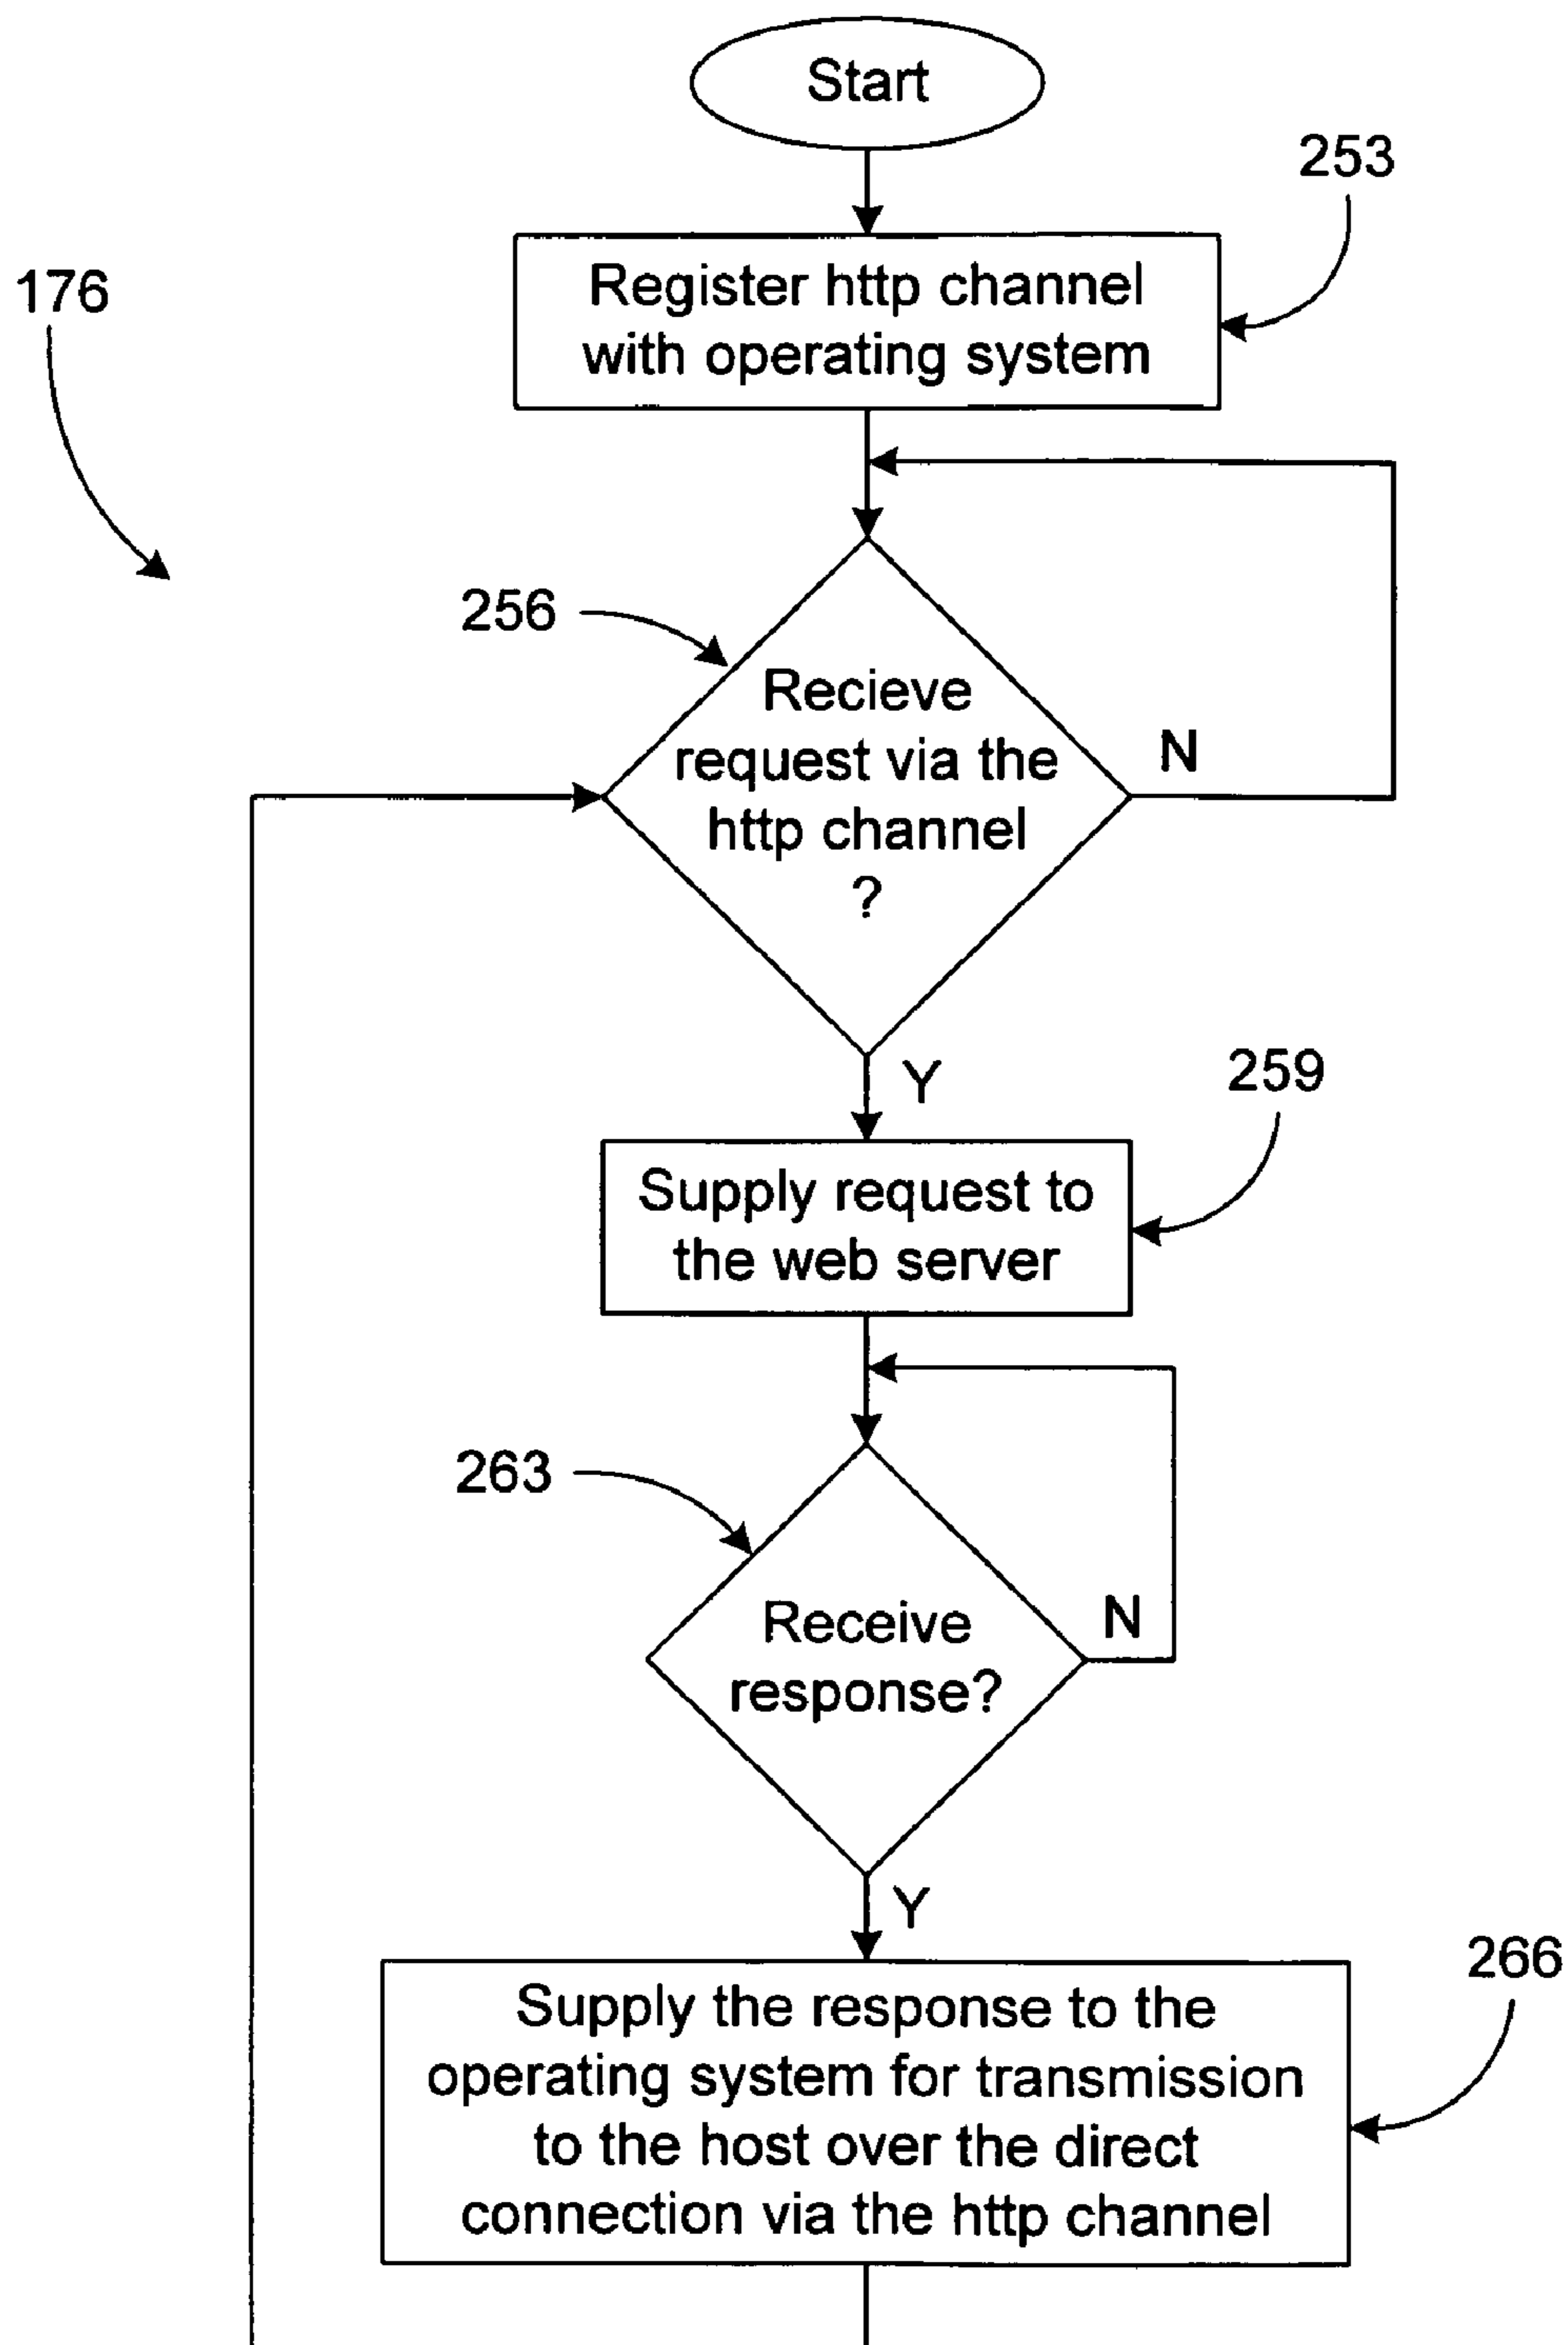 Start
253
Register http channel
with operating system
176
256
Recieve
request via the
http channel
?
N
Y
259
Supply request to
the web server
263
Receive
response?
N
Y
266
Supply the response to the
operating system for transmission
to the host over the direct
connection via the http channel